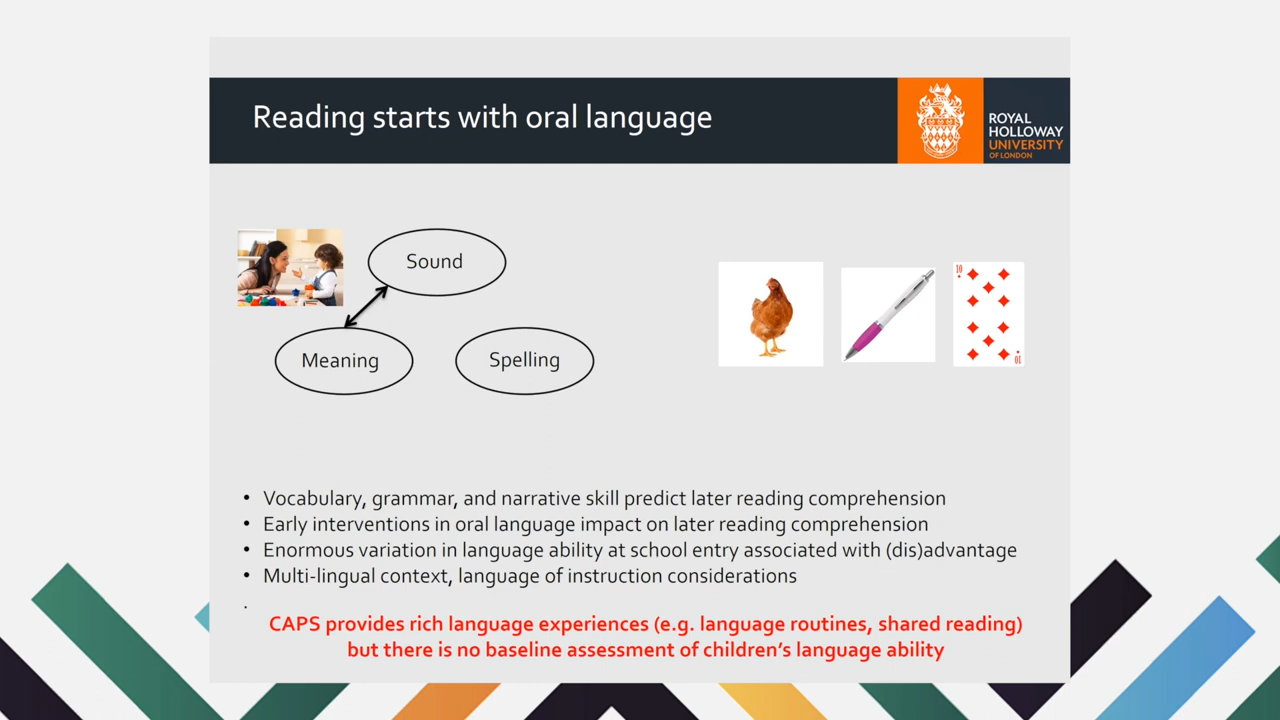 Reading starts with oral language
ROYAL
HOLLOWAY
UNIVERSITY
OF LONDON
Sound
Meaning
Spelling
10
10
• Vocabulary, grammar, and narrative skill predict later reading comprehension
• Early interventions in oral language impact on later reading comprehension
• Enormous variation in language ability at school entry associated with (dis)advantage
• Multi-lingual context, language of instruction considerations
.
CAPS provides rich language experiences (e.g. language routines, shared reading)
but there is no baseline assessment of children's language ability